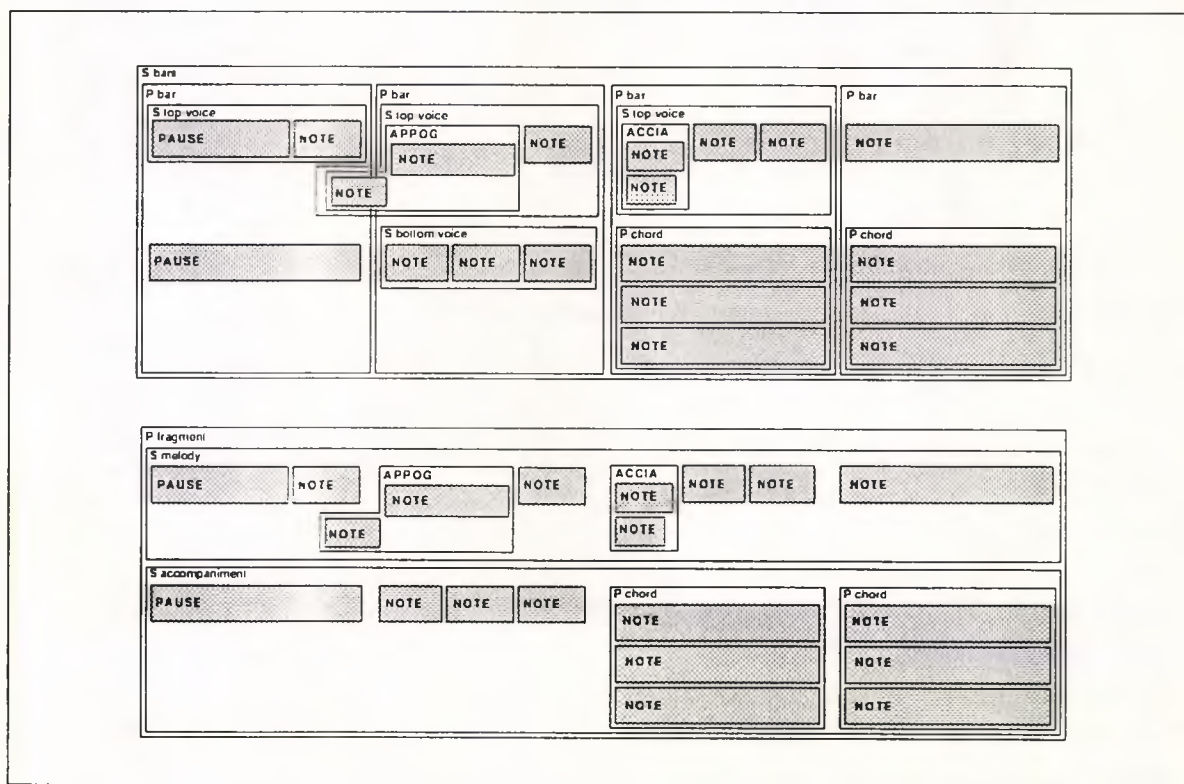 S bars
P bar P bar P bar P bar
S top voice S top voice S top voice
PAUSE NOTE APPOG NOTE ACCIA NOTE NOTE NOTE
NOTE NOTE
NOTE NOTE
S bottom voice P chord P chord
PAUSE NOTE NOTE NOTE NOTE NOTE
NOTE NOTE
NOTE NOTE
P fragment
S melody
PAUSE NOTE APPOG NOTE ACCIA NOTE NOTE NOTE
NOTE NOTE
NOTE NOTE
S accompaniment
PAUSE NOTE NOTE NOTE P chord P chord
NOTE NOTE
NOTE NOTE
NOTE NOTE